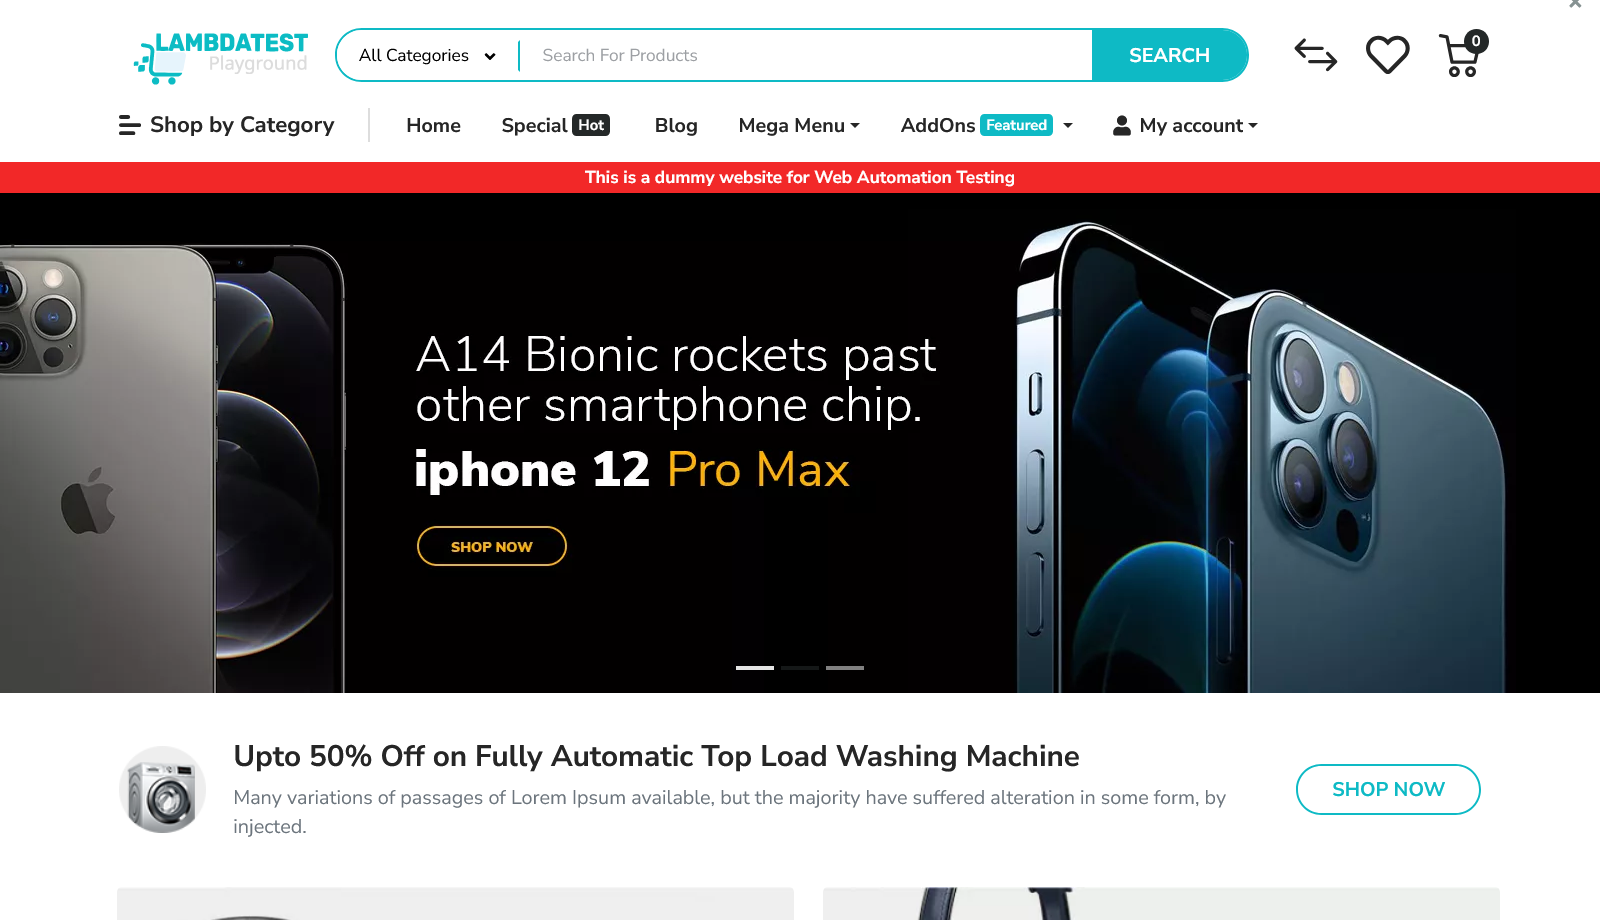 LAMBDATEST
Playground
All Categories
Search For Products
SEARCH
0
Shop by Category
Home
Special Hot
Blog
Mega Menu
AddOns Featured
My account
This is a dummy website for Web Automation Testing
A14 Bionic rockets past
other smartphone chip.
iphone 12 Pro Max
SHOP NOW
Upto 50% Off on Fully Automatic Top Load Washing Machine
Many variations of passages of Lorem Ipsum available, but the majority have suffered alteration in some form, by
injected.
SHOP NOW